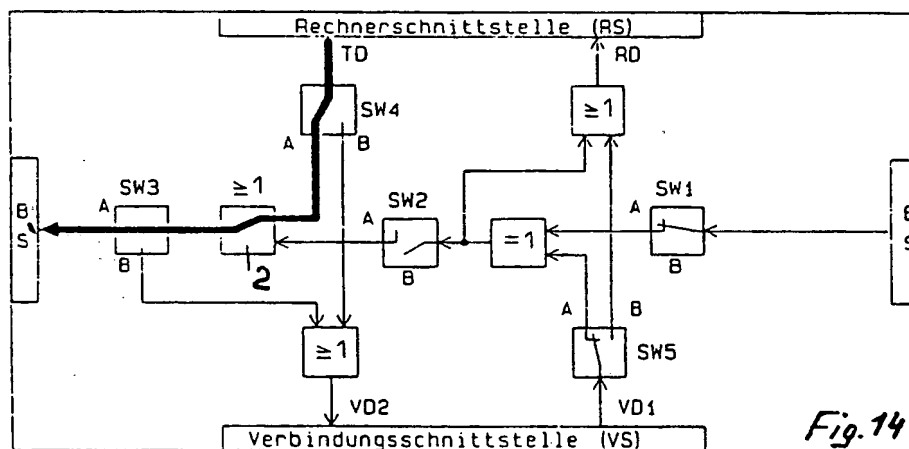 Rechnerschnittstelle (RS)
TD
RD
SW4
≥1
A
B
SW3
≥1
SW2
SW1
A
A
A
B
S
=1
S
B
2
B
B
A
B
≥1
SW5
VD2
VD1
Verbindungsschnittstelle (VS)
Fig. 14